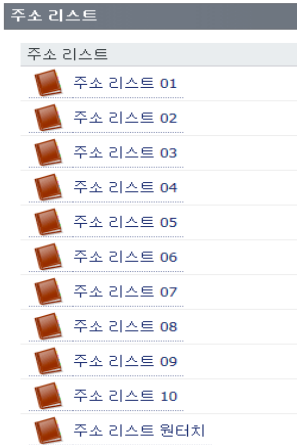 주소 리스트
주소 리스트
주소 리스트 01
주소 리스트 02
주소 리스트 03
주소 리스트 04
주소 리스트 05
주소 리스트 06
주소 리스트 07
주소 리스트 08
주소 리스트 09
주소 리스트 10
주소 리스트 원터치